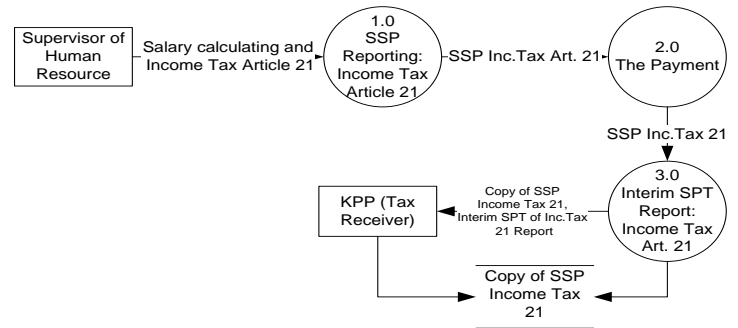 Supervisor of
Human
Resource
Salary calculating and
Income Tax Article 21
1.0
SSP
Reporting:
Income Tax
Article 21
SSP Inc.Tax Art. 21
2.0
The Payment
SSP Inc.Tax 21
3.0
Interim SPT
Report:
Income Tax
Art. 21
Copy of SSP
Income Tax 21,
Interim SPT of Inc.Tax
21 Report
KPP (Tax
Receiver)
Copy of SSP
Income Tax
21